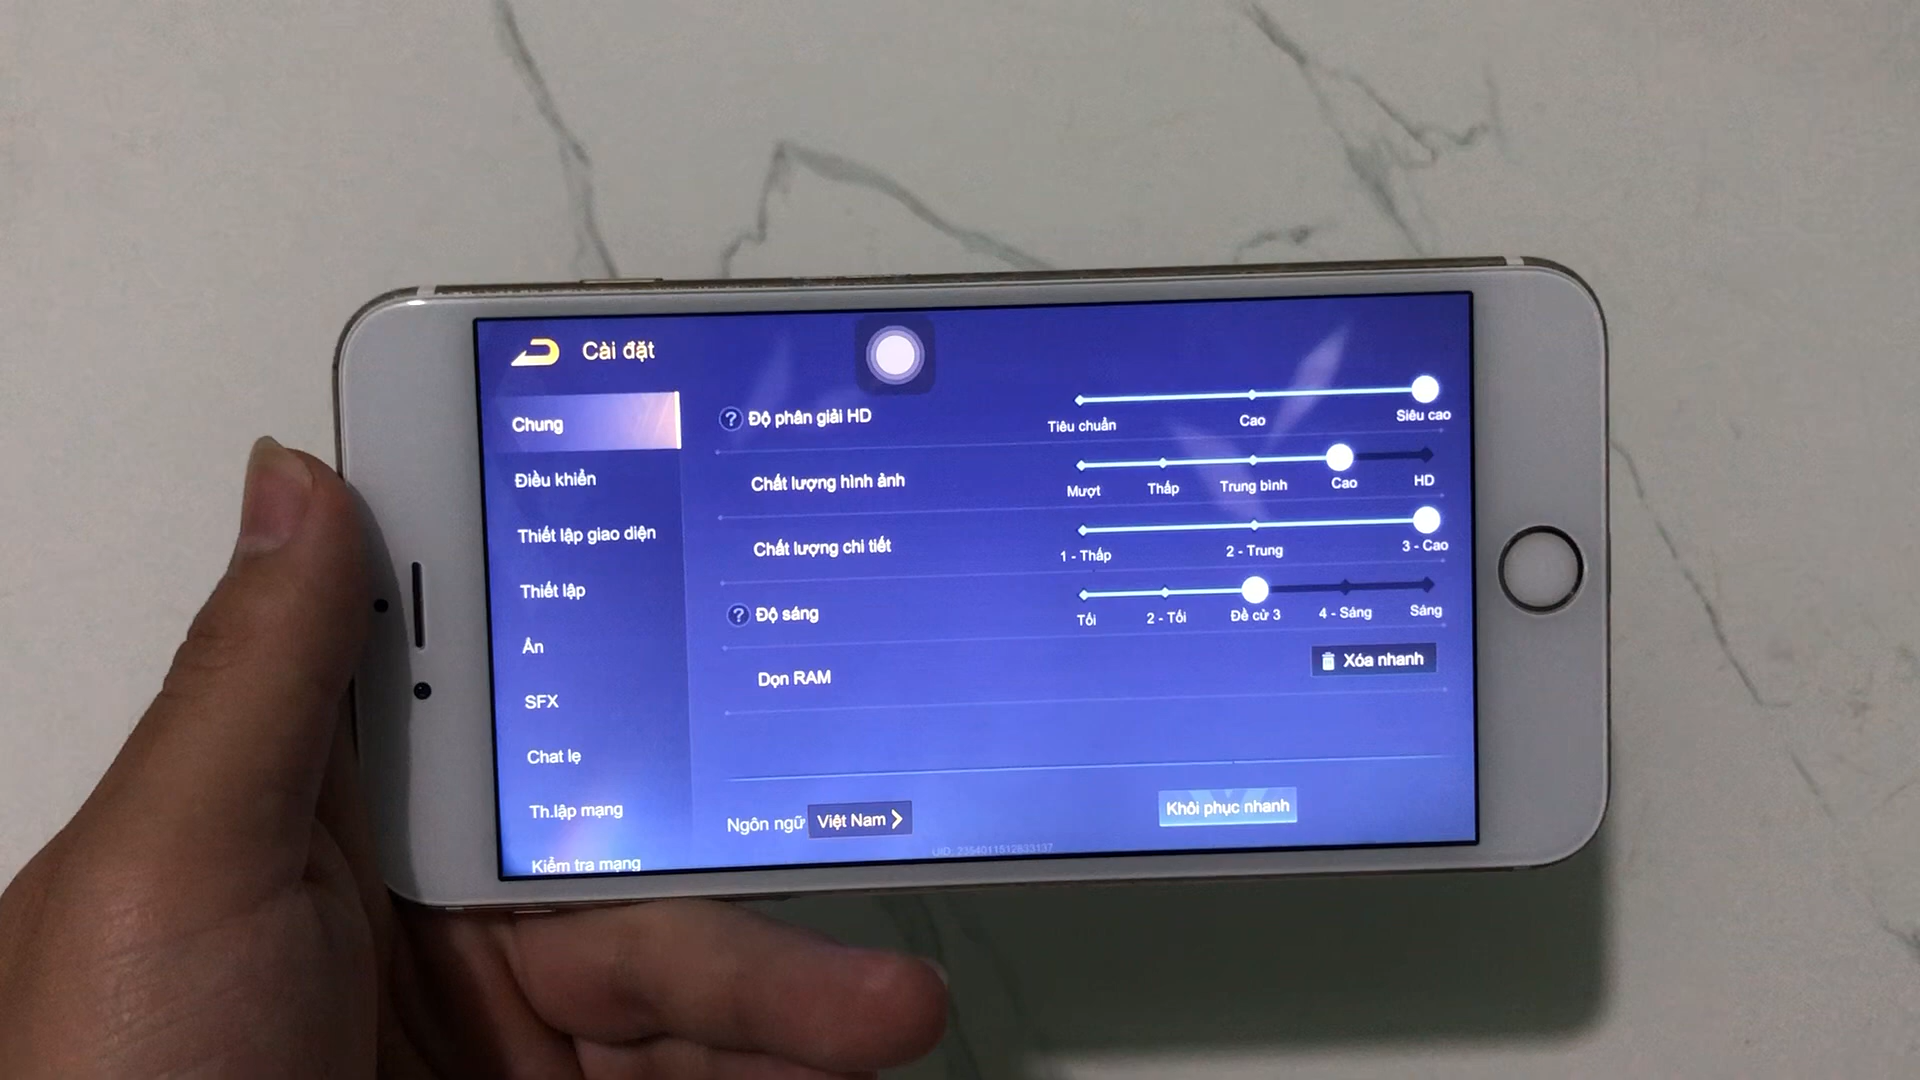 Cài đặt
Chung
Điều khiển
Thiết lập giao diện
Thiết lập
Ẩn
SFX
Chat lẹ
Th.lập mạng
Kiểm tra mạng
? Độ phân giải HD
Tiêu chuẩn Cao Siêu cao
Chất lượng hình ảnh
Mượt Thấp Trung bình Cao HD
Chất lượng chi tiết
1 - Thấp 2 - Trung 3 - Cao
? Độ sáng
Tối 2 - Tối Đề cử 3 4 - Sáng Sáng
Dọn RAM Xóa nhanh
Ngôn ngữ Việt Nam Khôi phục nhanh
UID: 2354011512833137